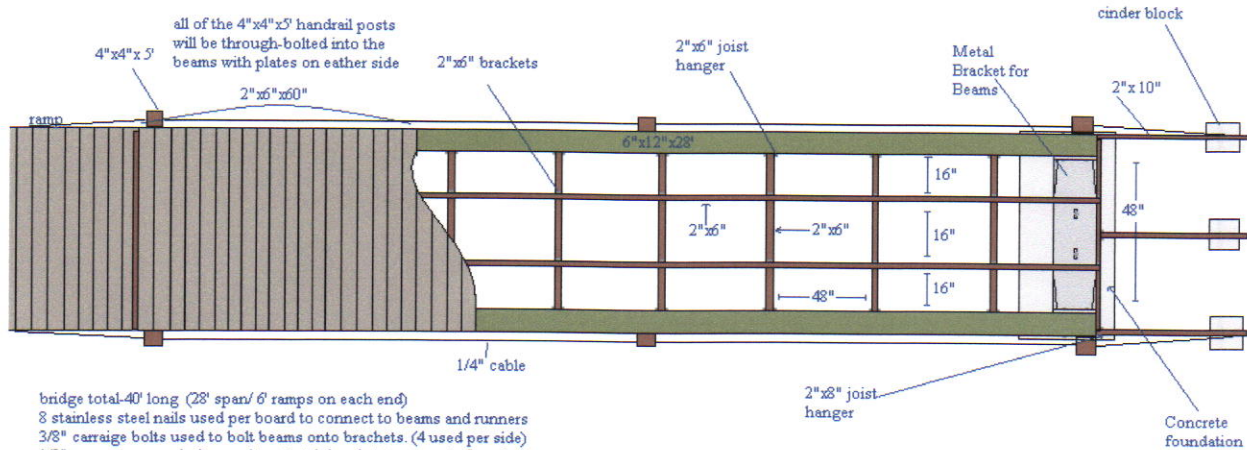 all of the 4"x4"x5' handrail posts
will be through-bolted into the
beams with plates on eather side
4"x4"x 5'
2"x6"x60"
ramp
2"x6" brackets
2"x6" joist
hanger
Metal
Bracket for
Beams
cinder block
2"x 10"
6"x12"x28'
16"
16"
16"
2"x6"
2"x6"
48"
48"
1/4" cable
2"x8" joist
hanger
Concrete
foundation
bridge total-40' long (28' span/ 6' ramps on each end)
8 stainless steel nails used per board to connect to beams and runners
3/8" carraige bolts used to bolt beams onto brachets. (4 used per side)